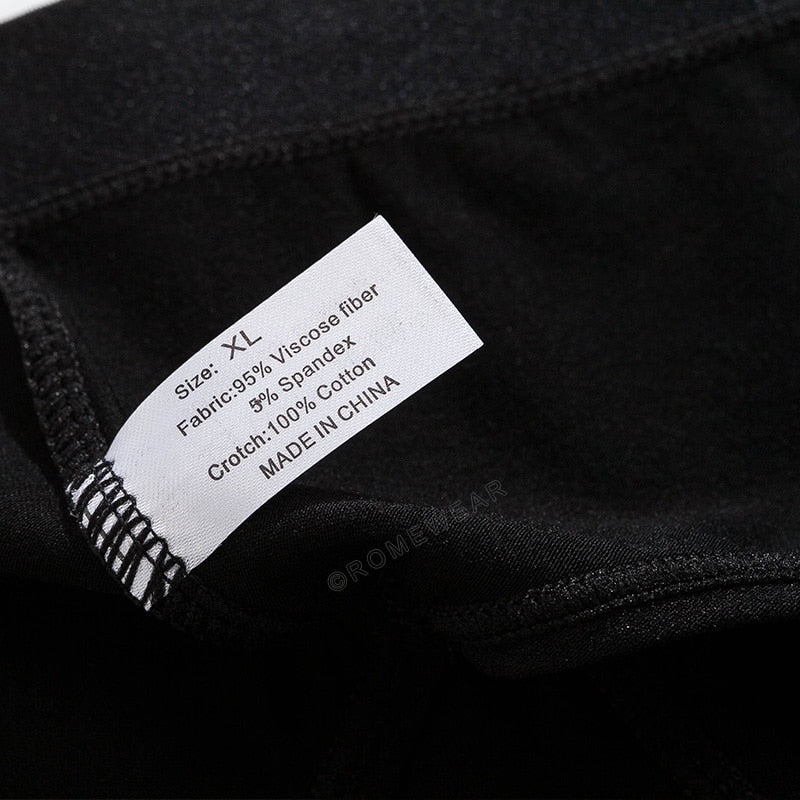 Size: XL
Fabric:95% Viscose fiber
5% Spandex
Crotch:100% Cotton
MADE IN CHINA
©ROMEWEAR